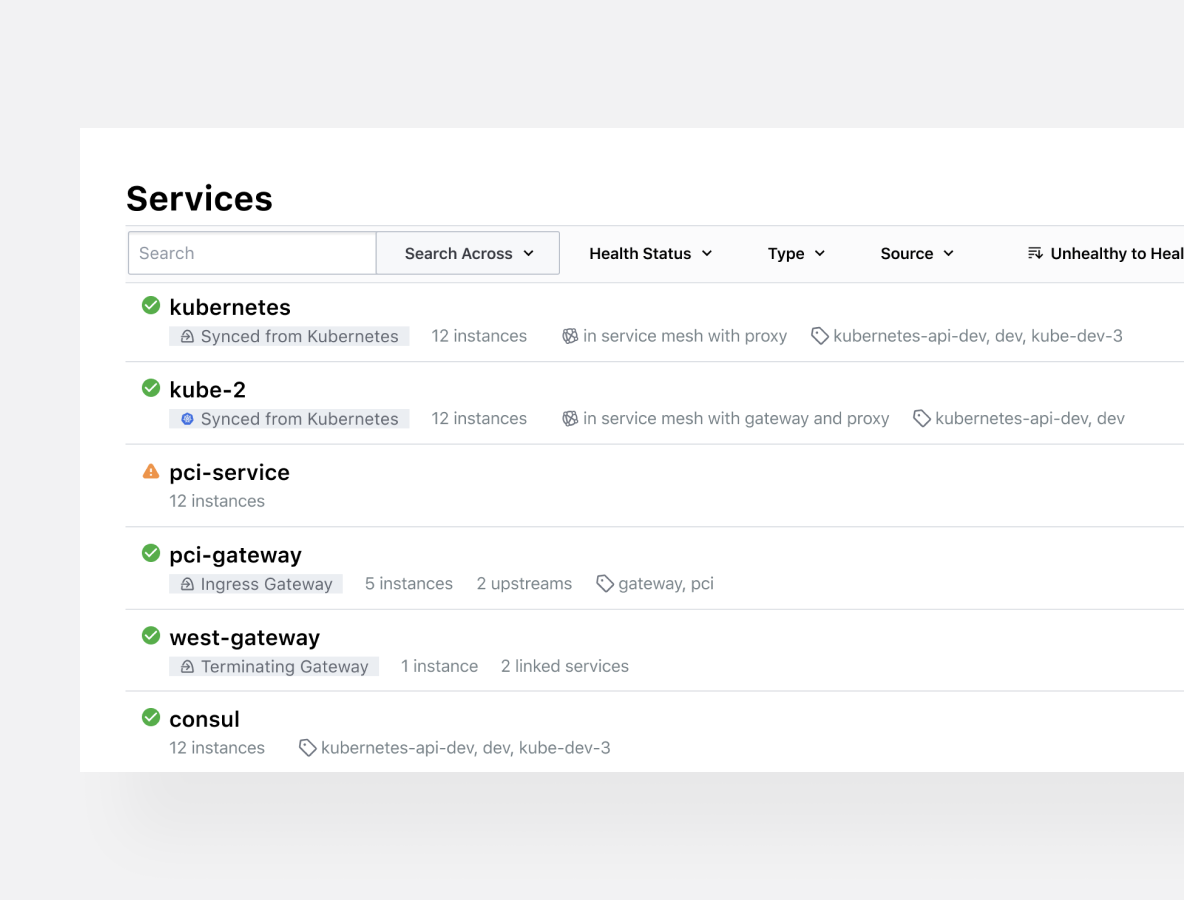 Services
Search Search Across Health Status Type Source Unhealthy to Heal
kubernetes
Synced from Kubernetes 12 instances in service mesh with proxy kubernetes-api-dev, dev, kube-dev-3
kube-2
Synced from Kubernetes 12 instances in service mesh with gateway and proxy kubernetes-api-dev, dev
pci-service
12 instances
pci-gateway
Ingress Gateway 5 instances 2 upstreams gateway, pci
west-gateway
Terminating Gateway 1 instance 2 linked services
consul
12 instances kubernetes-api-dev, dev, kube-dev-3